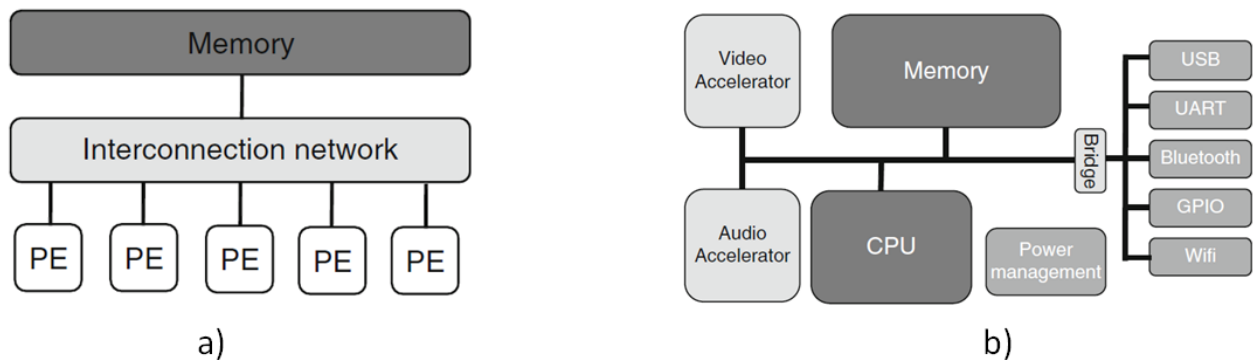 Memory
Interconnection network
PE PE PE PE PE
a)
Video
Accelerator
Memory
Audio
Accelerator
CPU
Power
management
Bridge
USB
UART
Bluetooth
GPIO
Wifi
b)